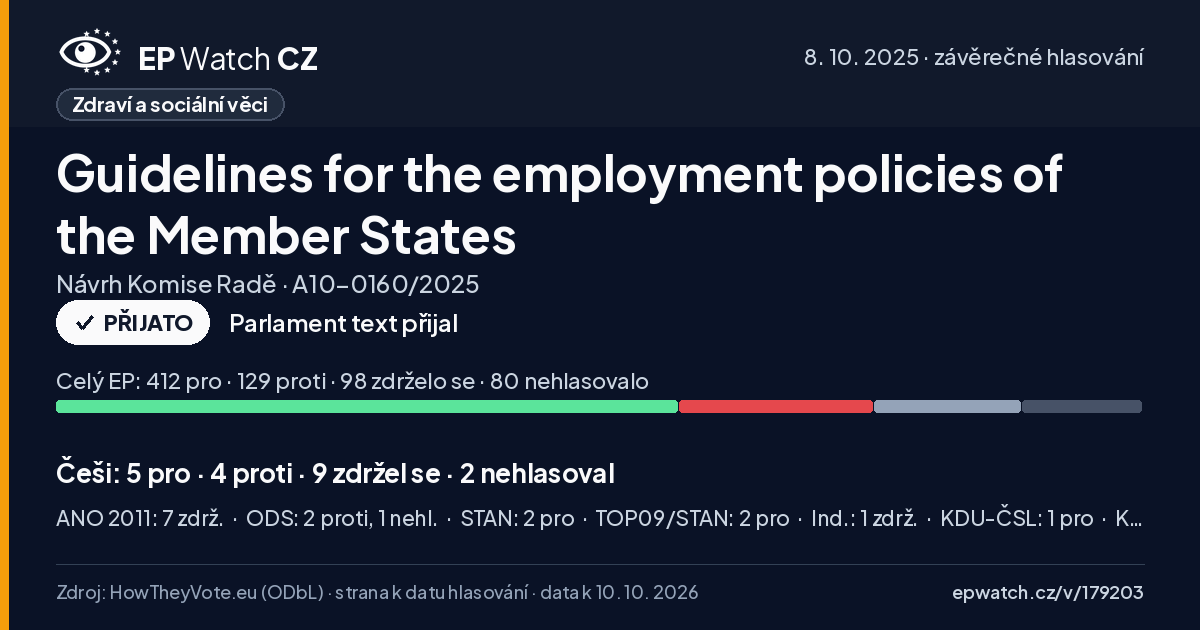 EP Watch CZ
8. 10. 2025 · závěrečné hlasování
Zdraví a sociální věci
Guidelines for the employment policies of
the Member States
Návrh Komise Radě · A10–0160/2025
✓ PŘIJATO Parlament text přijal
Celý EP: 412 pro · 129 proti · 98 zdrželo se · 80 nehlasovalo
Češi: 5 pro · 4 proti · 9 zdržel se · 2 nehlasoval
ANO 2011: 7 zdrž. · ODS: 2 proti, 1 nehl. · STAN: 2 pro · TOP09/STAN: 2 pro · Ind.: 1 zdrž. · KDU-ČSL: 1 pro · K…
Zdroj: HowTheyVote.eu (ODbL) · strana k datu hlasování · data k 10. 10. 2026
epwatch.cz/v/179203